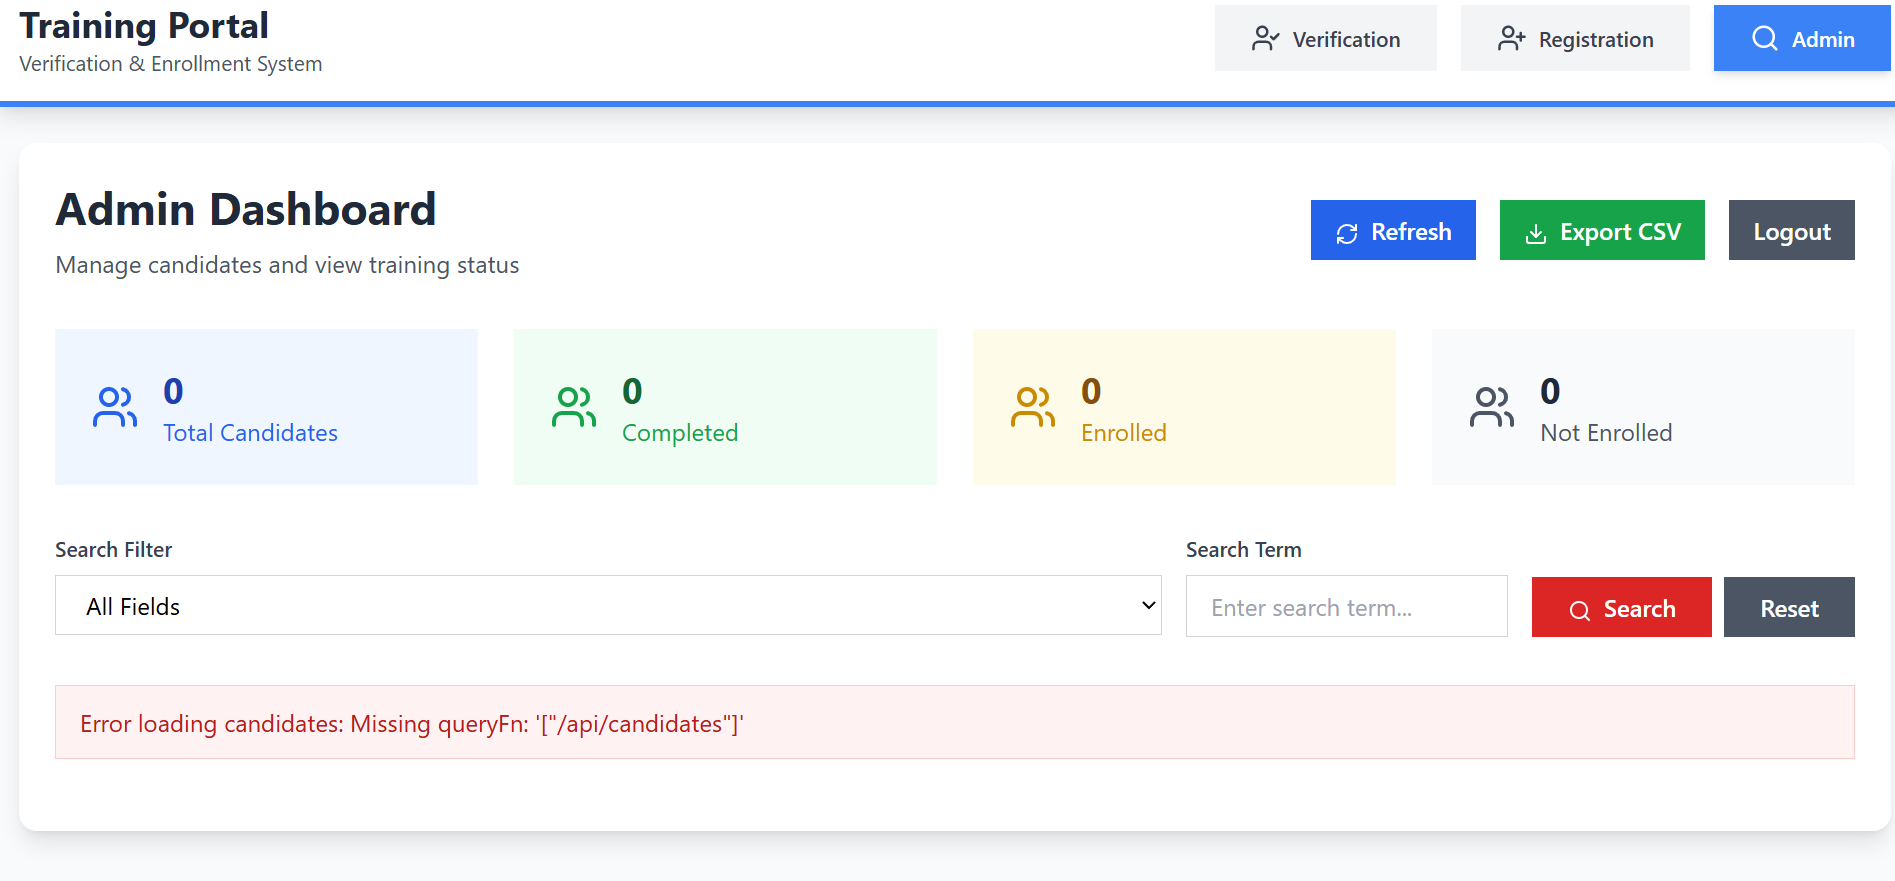 Training Portal
Verification & Enrollment System
Verification
Registration
Admin
Admin Dashboard
Manage candidates and view training status
Refresh
Export CSV
Logout
0
Total Candidates
0
Completed
0
Enrolled
0
Not Enrolled
Search Filter
All Fields
Search Term
Enter search term...
Search
Reset
Error loading candidates: Missing queryFn: '["/api/candidates"]'